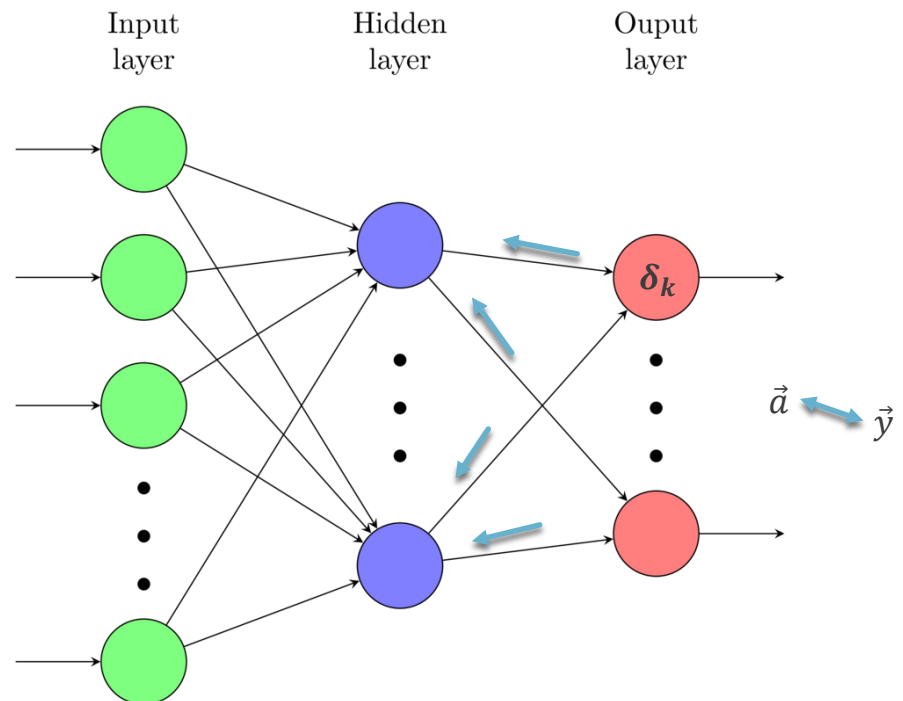 Input
layer
Hidden
layer
Ouput
layer
δₖ
a⃗
y⃗